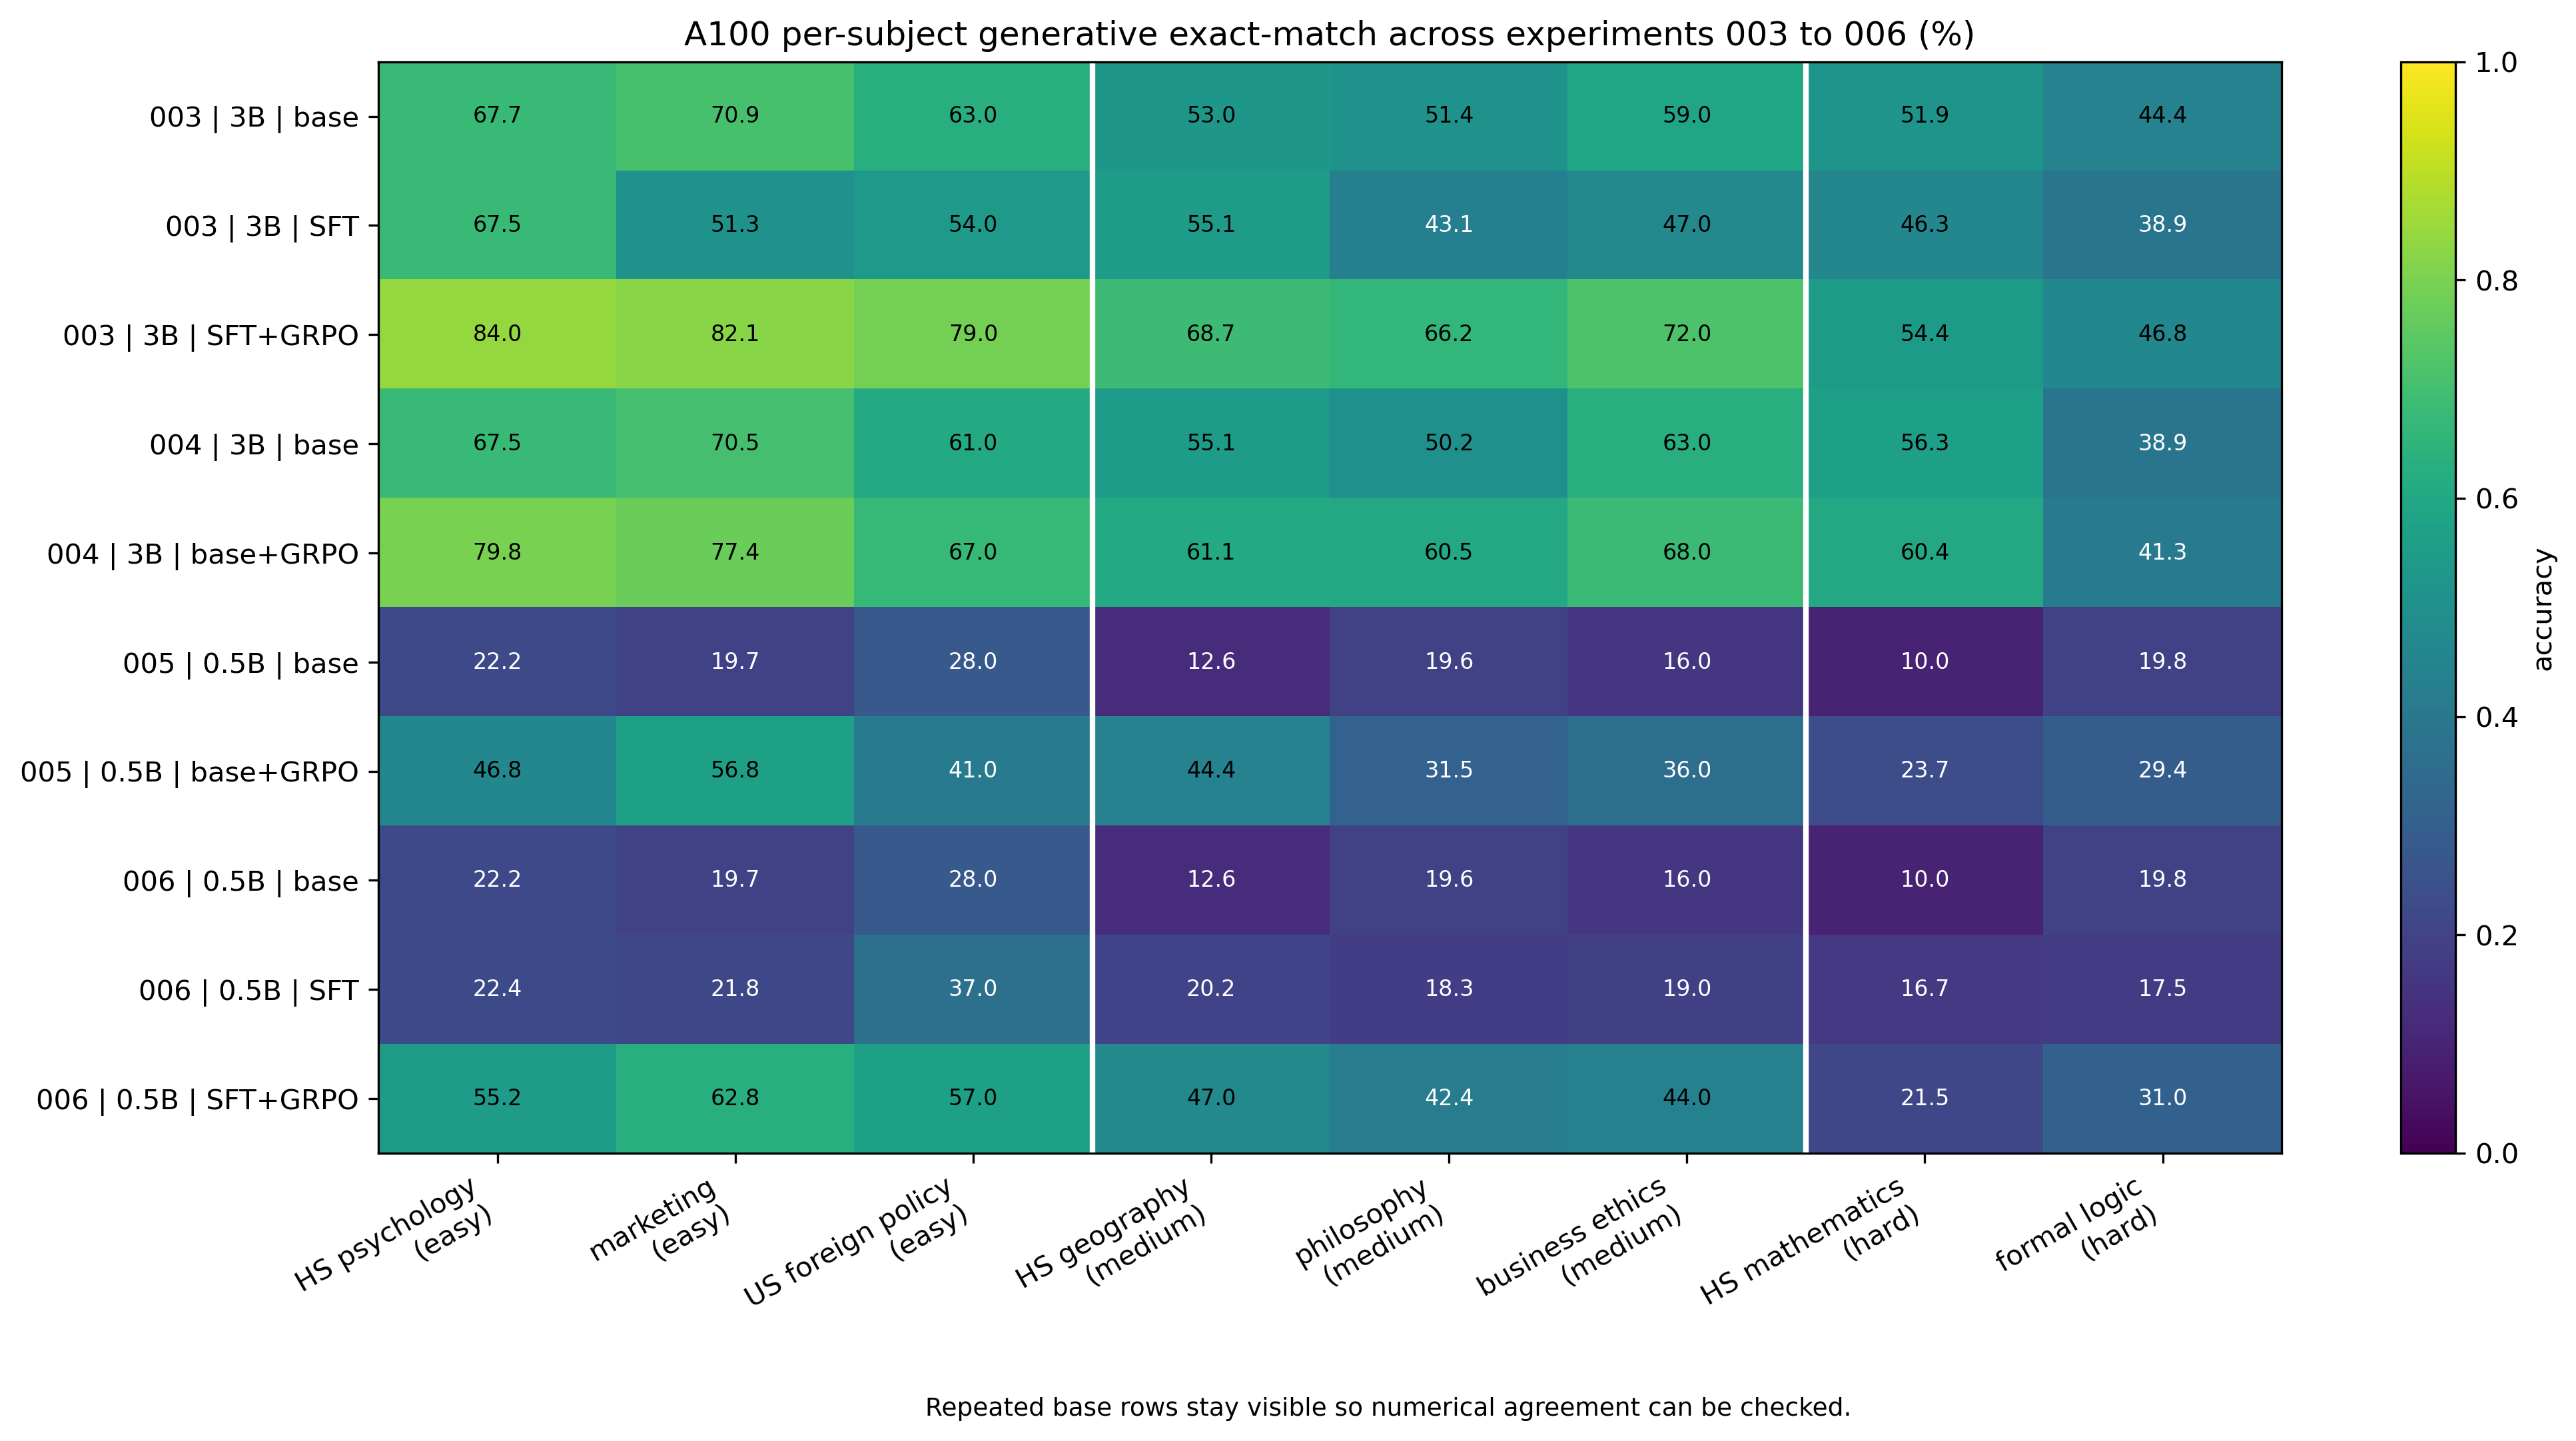 A100 per-subject generative exact-match across experiments 003 to 006 (%)
003 | 3B | base 67.7 70.9 63.0 53.0 51.4 59.0 51.9 44.4
003 | 3B | SFT 67.5 51.3 54.0 55.1 43.1 47.0 46.3 38.9
003 | 3B | SFT+GRPO 84.0 82.1 79.0 68.7 66.2 72.0 54.4 46.8
004 | 3B | base 67.5 70.5 61.0 55.1 50.2 63.0 56.3 38.9
004 | 3B | base+GRPO 79.8 77.4 67.0 61.1 60.5 68.0 60.4 41.3
005 | 0.5B | base 22.2 19.7 28.0 12.6 19.6 16.0 10.0 19.8
005 | 0.5B | base+GRPO 46.8 56.8 41.0 44.4 31.5 36.0 23.7 29.4
006 | 0.5B | base 22.2 19.7 28.0 12.6 19.6 16.0 10.0 19.8
006 | 0.5B | SFT 22.4 21.8 37.0 20.2 18.3 19.0 16.7 17.5
006 | 0.5B | SFT+GRPO 55.2 62.8 57.0 47.0 42.4 44.0 21.5 31.0
HS psychology
(easy)
marketing
(easy)
US foreign policy
(easy)
HS geography
(medium)
philosophy
(medium)
business ethics
(medium)
HS mathematics
(hard)
formal logic
(hard)
1.0
0.8
0.6
0.4
0.2
0.0
accuracy
Repeated base rows stay visible so numerical agreement can be checked.